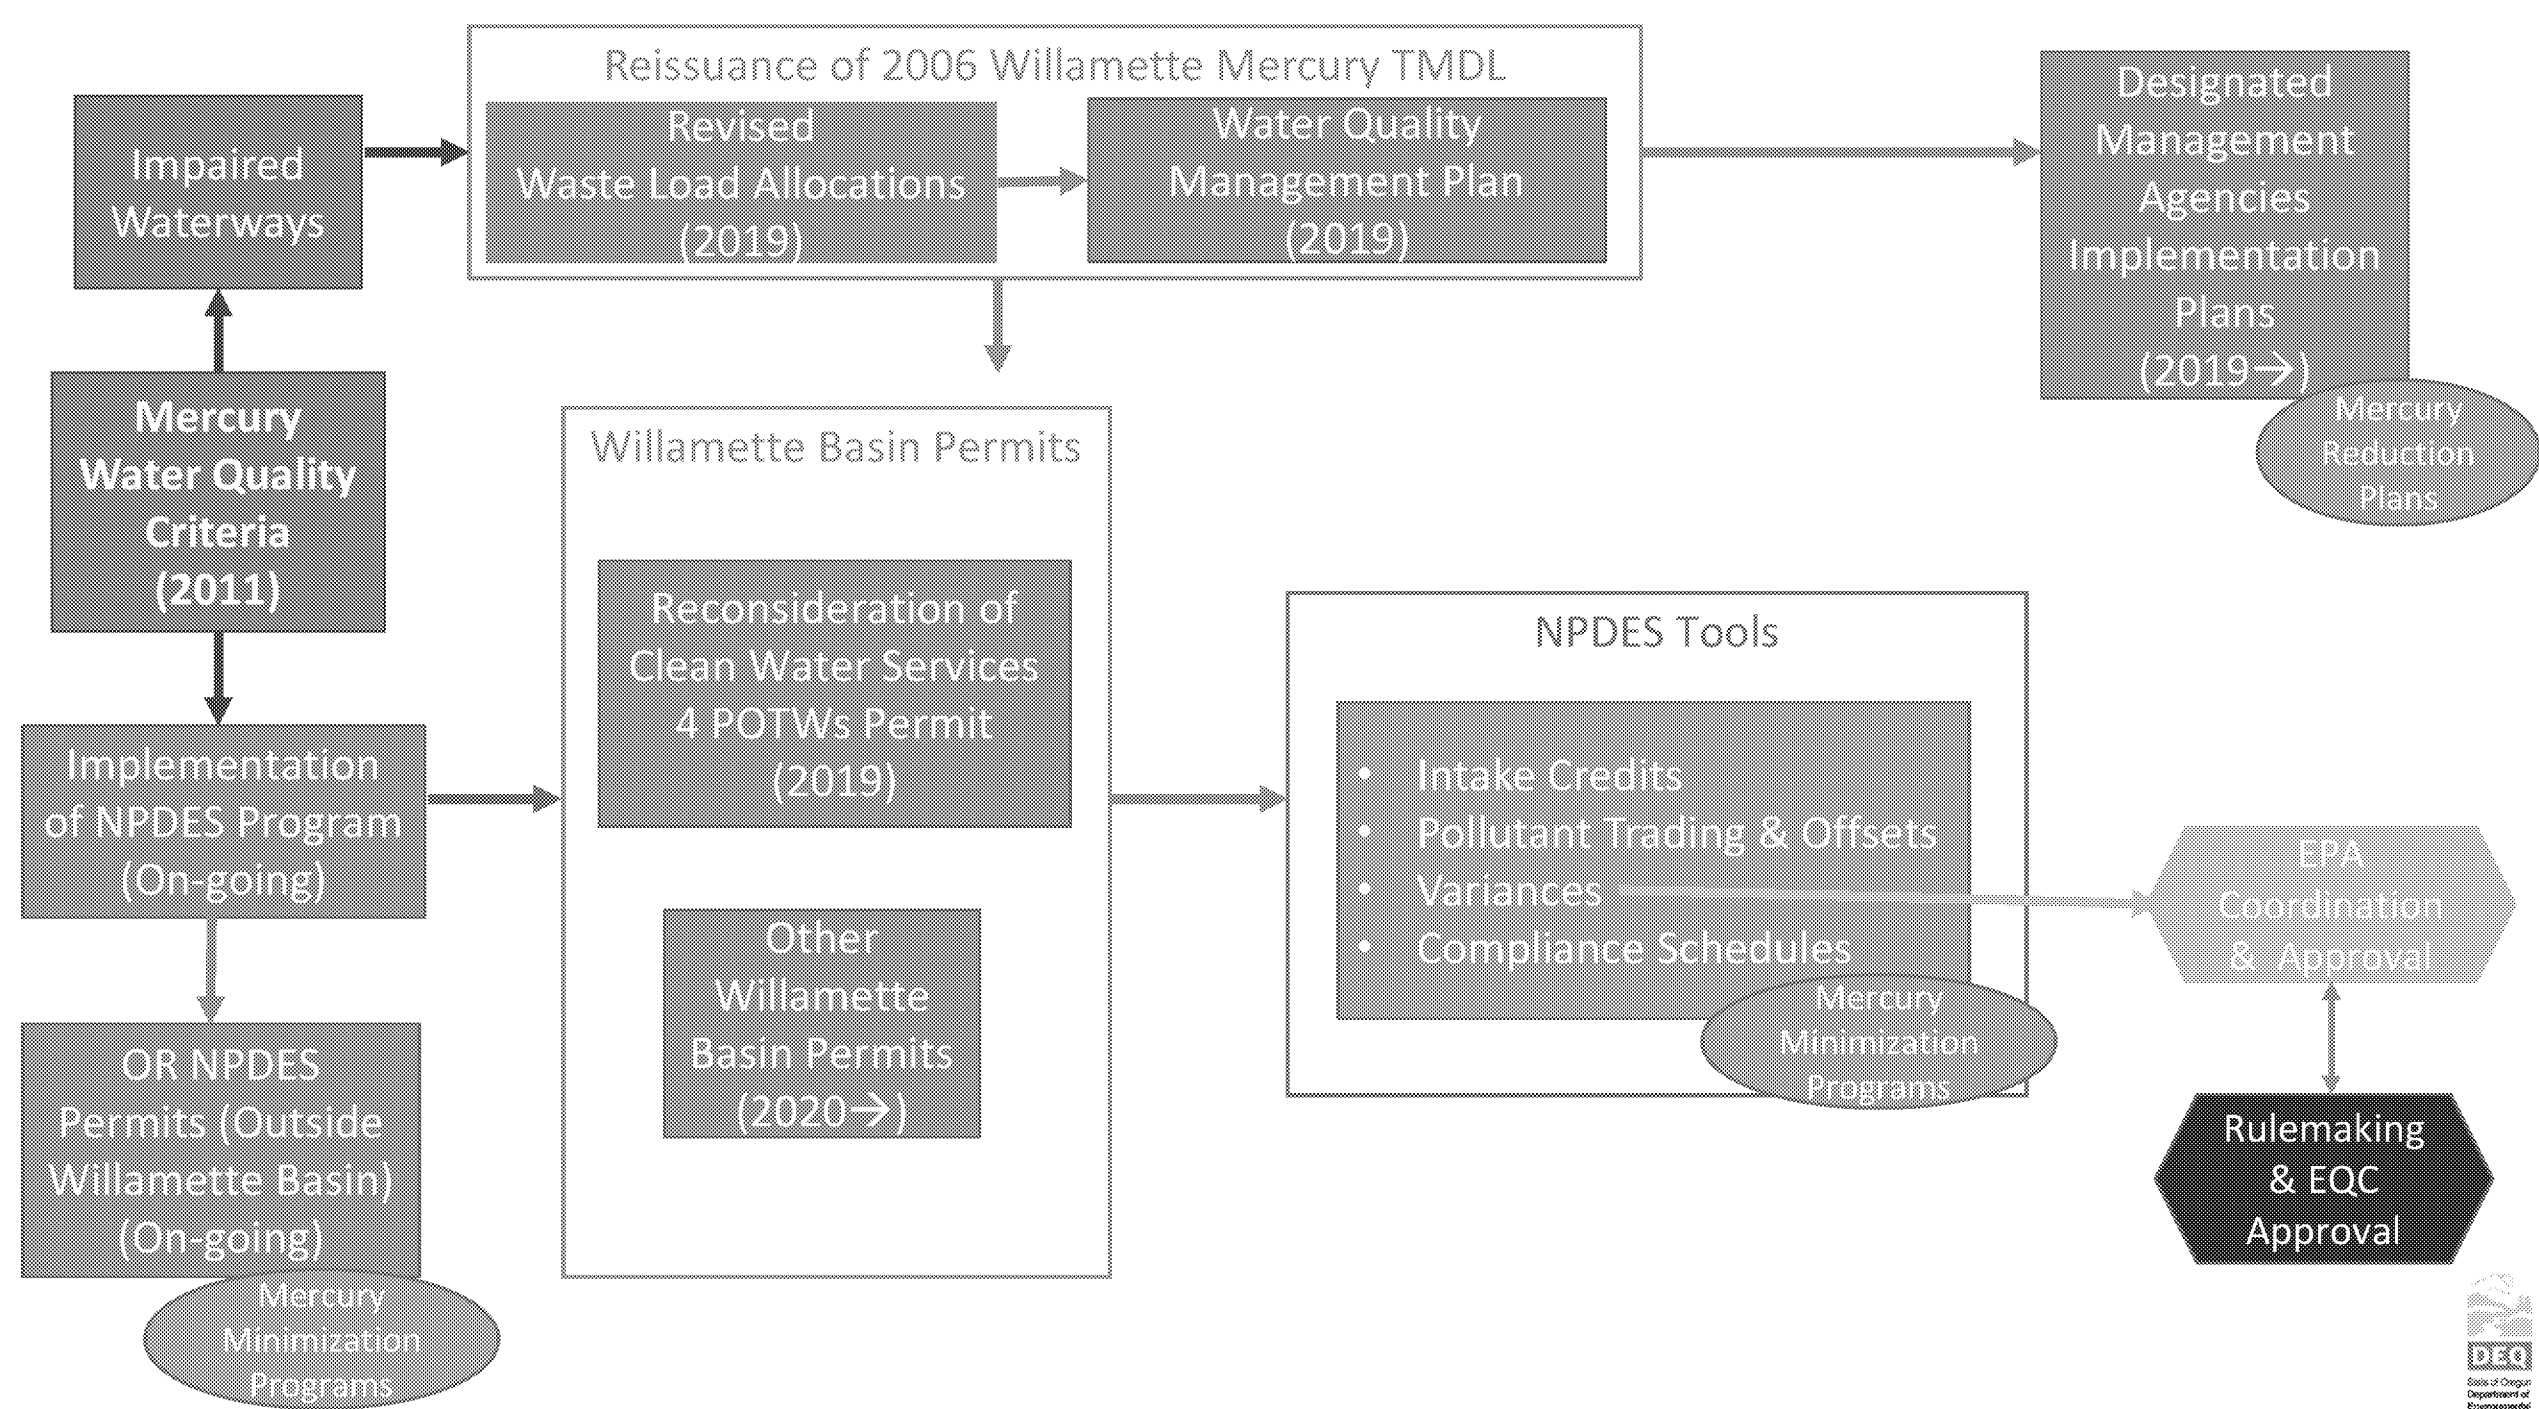 Reissuance of 2006 Willamette Mercury TMDL
Impaired
Waterways
Revised
Waste Load Allocations
(2019)
Water Quality
Management Plan
(2019)
Designated
Management
Agencies
Implementation
Plans
(2019→)
Mercury
Reduction
Plans
Mercury
Water Quality
Criteria
(2011)
Willamette Basin Permits
Reconsideration of
Clean Water Services
4 POTWs Permit
(2019)
Other
Willamette
Basin Permits
(2020→)
Implementation
of NPDES Program
(On-going)
OR NPDES
Permits (Outside
Willamette Basin)
(On-going)
Mercury
Minimization
Programs
NPDES Tools
• Intake Credits
• Pollutant Trading & Offsets
• Variances
• Compliance Schedules
Mercury
Minimization
Programs
EPA
Coordination
& Approval
Rulemaking
& EQC
Approval
DEQ
State of Oregon
Department of
Environmental